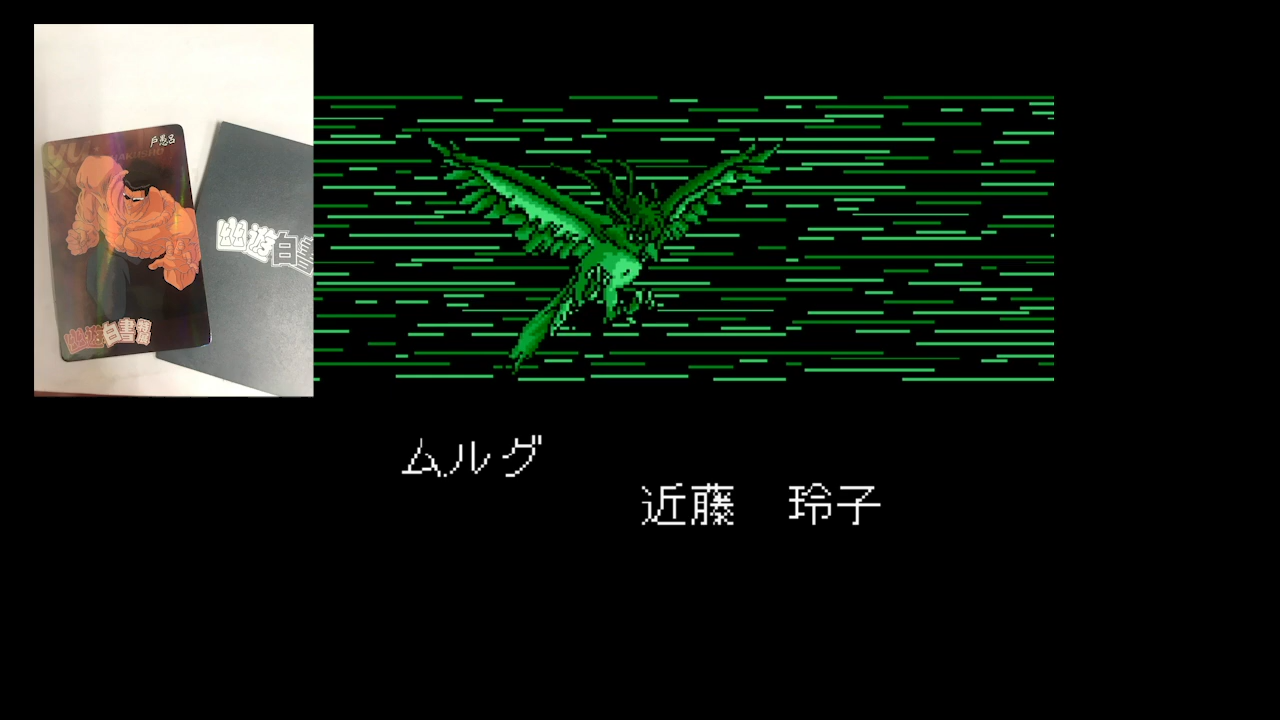 戸愚呂
幽遊白書
幽遊白書
ムルグ
近藤 玲子